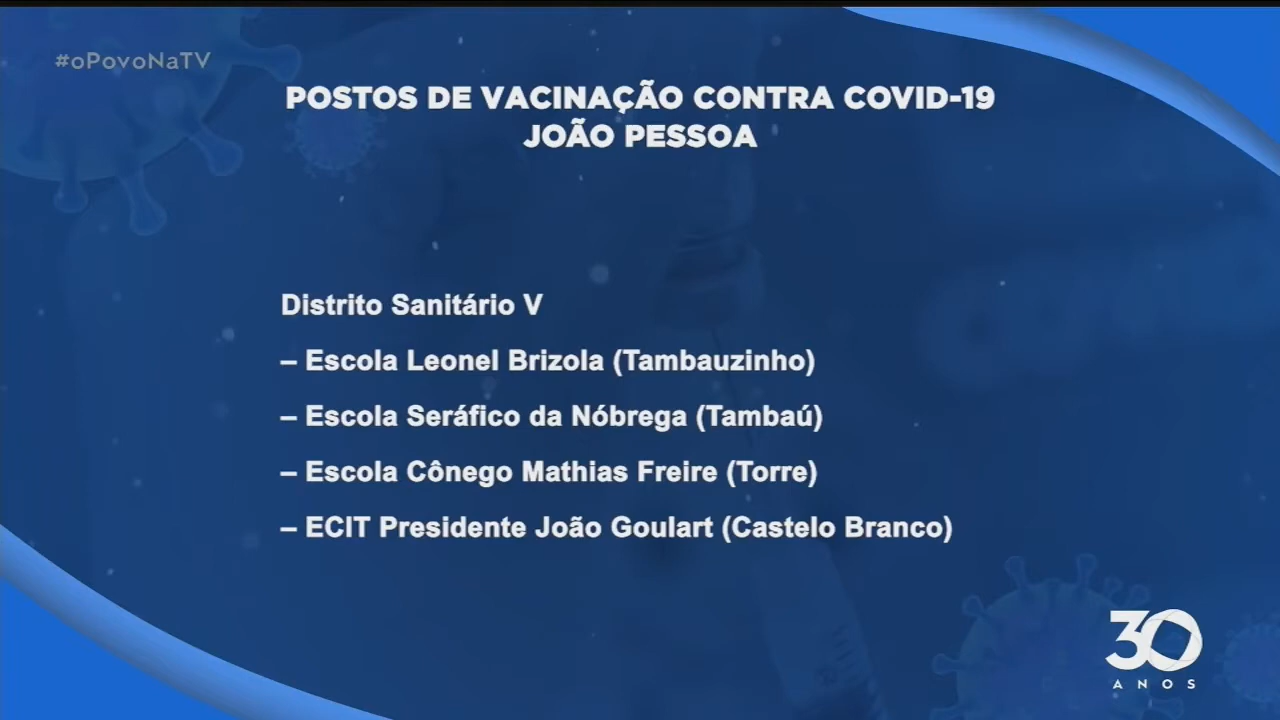 #oPovoNaTV
POSTOS DE VACINAÇÃO CONTRA COVID-19
JOÃO PESSOA
Distrito Sanitário V
– Escola Leonel Brizola (Tambauzinho)
– Escola Seráfico da Nóbrega (Tambaú)
– Escola Cônego Mathias Freire (Torre)
– ECIT Presidente João Goulart (Castelo Branco)
30
ANOS